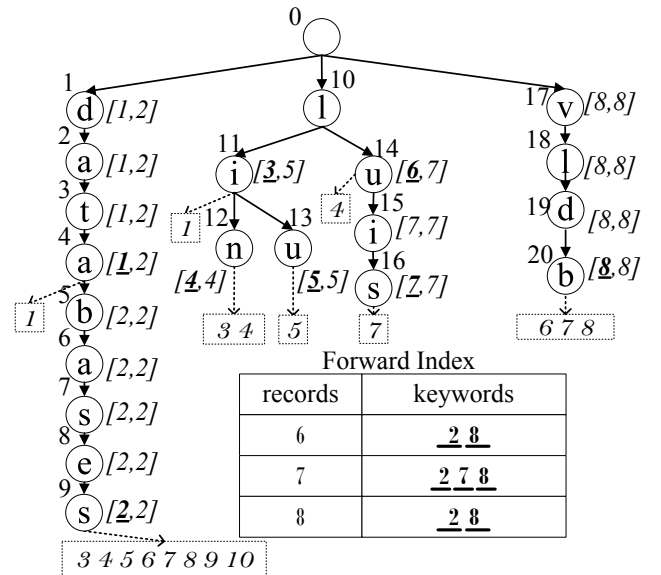 0
1 10 17
d [1,2] l v [8,8]
2 11 14 18
a [1,2] i [3,5] u [6,7] l [8,8]
3 12 13 15 19
t [1,2] 1 4 i [7,7] d [8,8]
4 n u 16 20
a [1,2] [4,4] [5,5] s [7,7] b [8,8]
1
5
b [2,2] 3 4 5 7 6 7 8
6
a [2,2]
7
s [2,2]
8
e [2,2]
9
s [2,2]
3 4 5 6 7 8 9 10
Forward Index
records keywords
6 2 8
7 2 7 8
8 2 8